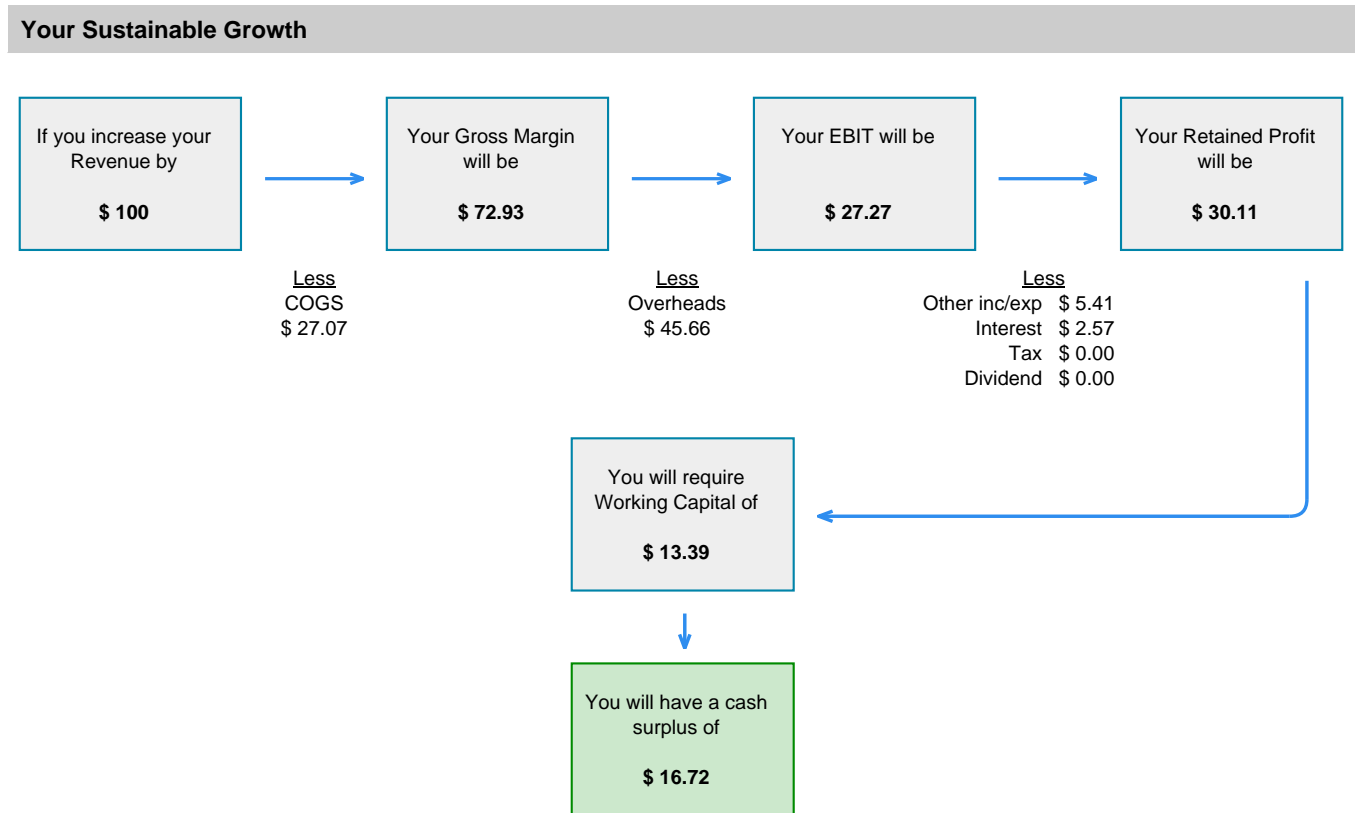 Your Sustainable Growth
If you increase your
Revenue by
$ 100
Your Gross Margin
will be
$ 72.93
Your EBIT will be
$ 27.27
Your Retained Profit
will be
$ 30.11
Less
COGS
$ 27.07
Less
Overheads
$ 45.66
Less
Other inc/exp $ 5.41
Interest $ 2.57
Tax $ 0.00
Dividend $ 0.00
You will require
Working Capital of
$ 13.39
You will have a cash
surplus of
$ 16.72